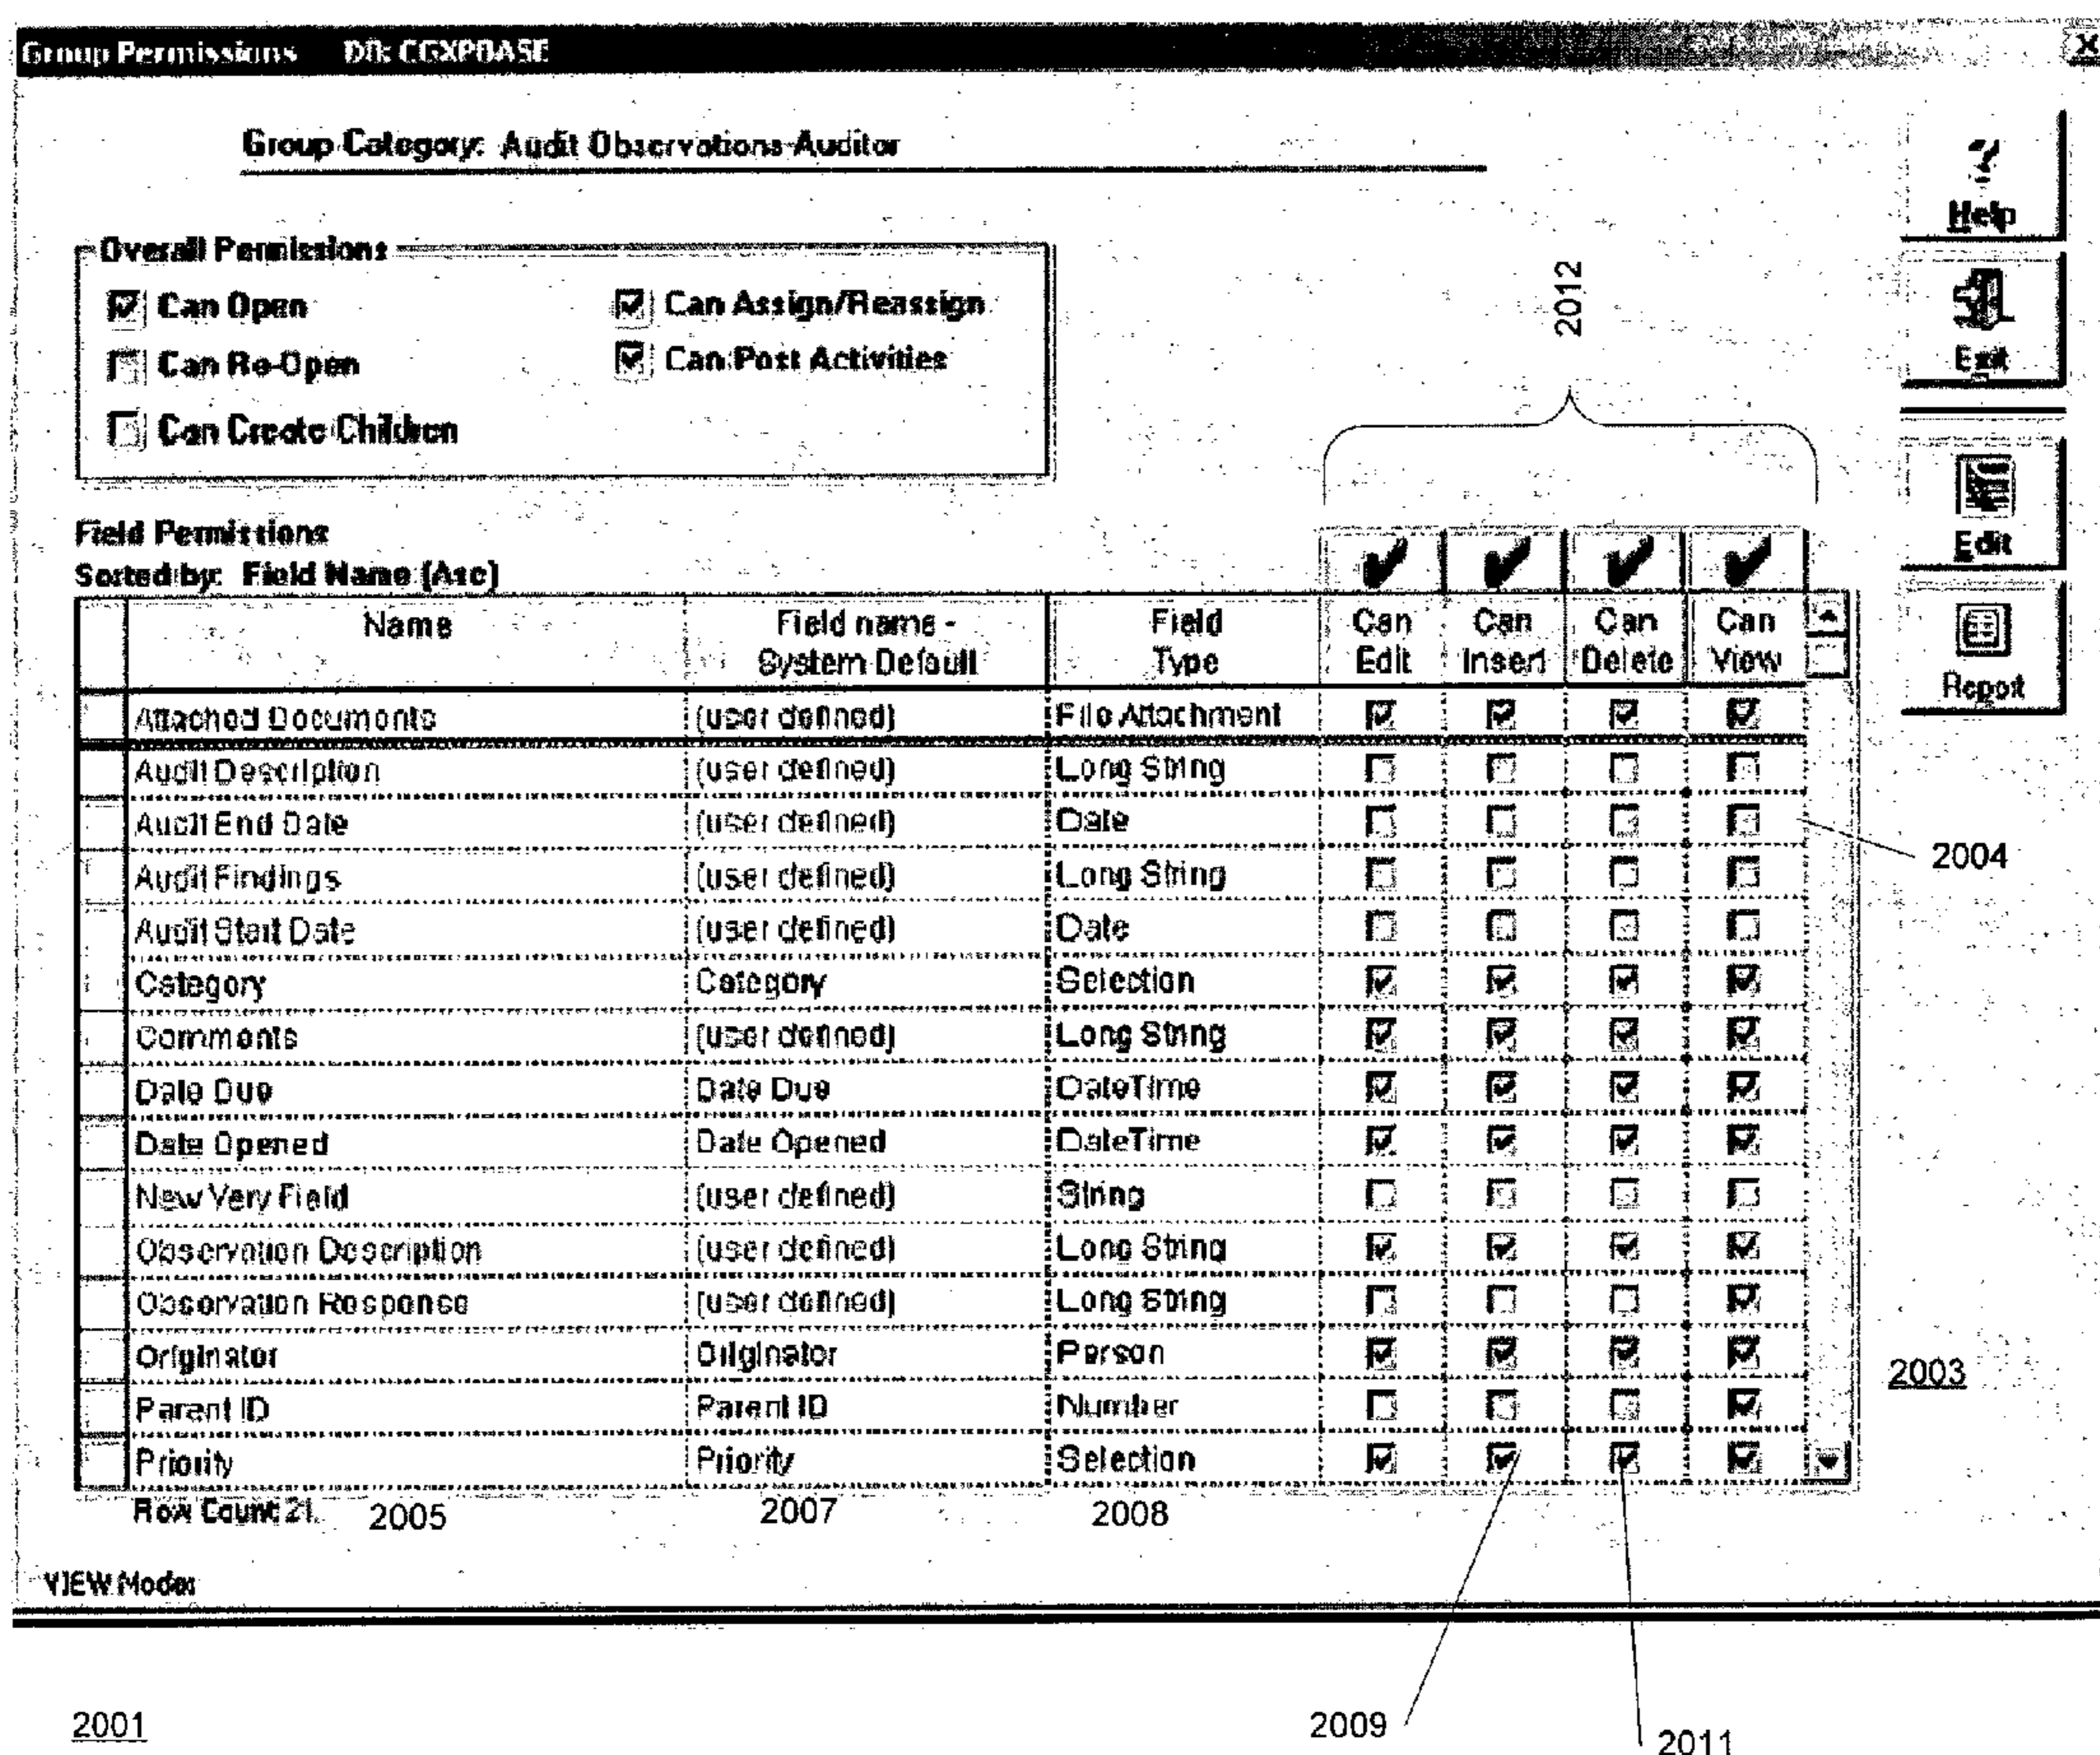 Group Permissions DB: CGXPBASE
Group Category: Audit Observations-Auditor
Help
Overall Permissions
Can Open
Can Assign/Reassign
Can Re-Open
Can Post Activities
Can Create Children
2012
Exit
Edit
Report
Field Permissions
Sorted by: Field Name (Asc)
Name Field name - System Default Field Type Can Edit Can Insert Can Delete Can View
Attached Documents (user defined) File Attachment
Audit Description (user defined) Long String
Audit End Date (user defined) Date
2004
Audit Findings (user defined) Long String
Audit Start Date (user defined) Date
Category Category Selection
Comments (user defined) Long String
Date Due Date Due DateTime
Date Opened Date Opened DateTime
New Very Field (user defined) String
Observation Description (user defined) Long String
Observation Response (user defined) Long String
Originator Originator Person
2003
Parent ID Parent ID Number
Priority Priority Selection
Row Count: 21
2005 2007 2008
VIEW Mode:
2001 2009 2011